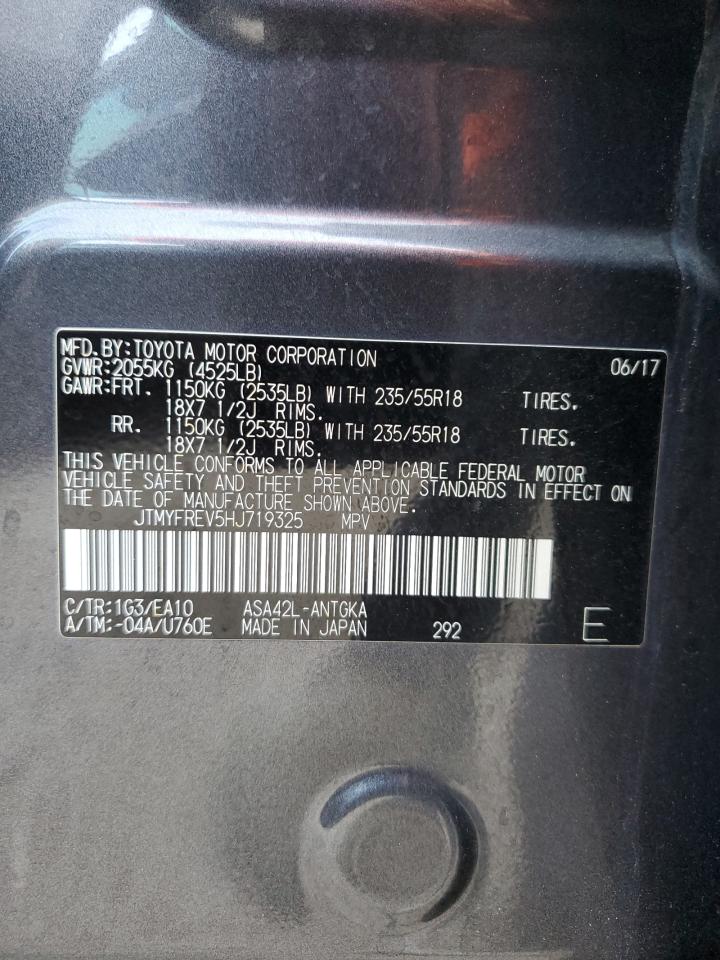 MFD. BY: TOYOTA MOTOR CORPORATION 06/17
GVWR: 2055KG (4525LB)
GAWR: FRT. 1150KG (2535LB) WITH 235/55R18 TIRES.
18X7 1/2J RIMS.
RR. 1150KG (2535LB) WITH 235/55R18 TIRES.
18X7 1/2J RIMS.
THIS VEHICLE CONFORMS TO ALL APPLICABLE FEDERAL MOTOR
VEHICLE SAFETY AND THEFT PREVENTION STANDARDS IN EFFECT ON
THE DATE OF MANUFACTURE SHOWN ABOVE.
JTMYFREV5HJ719325 MPV
C/TR: 1G3/EA10 ASA42L-ANTGKA
A/TM: -04A/U760E MADE IN JAPAN 292 E